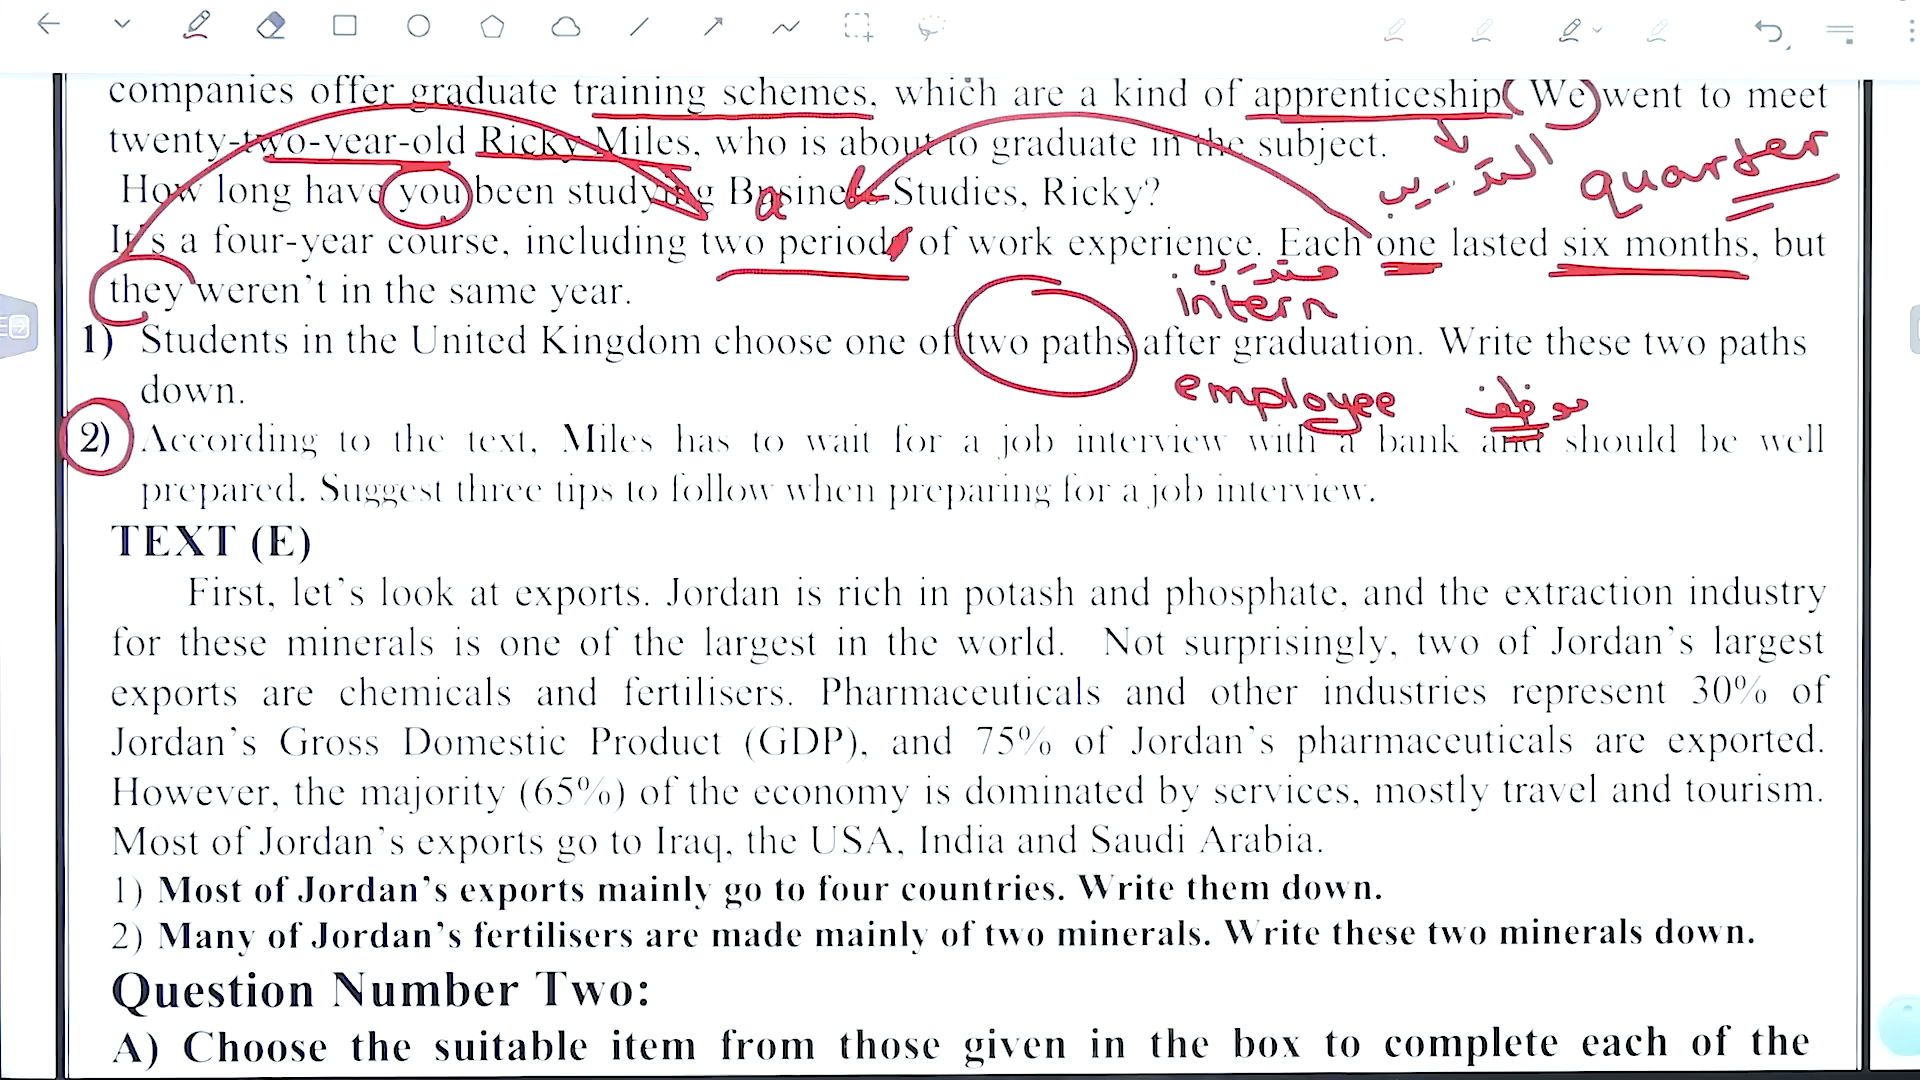 companies offer graduate training schemes, which are a kind of apprenticeship( We) went to meet
twenty-two-year-old Ricky Miles, who is about to graduate in the subject.
التدريب
quarter
How long have you been studying Business Studies, Ricky?
a
It's a four-year course, including two period of work experience. Each one lasted six months, but
متدرب
they weren't in the same year.
intern
1) Students in the United Kingdom choose one of two paths after graduation. Write these two paths
down.
employee موظف
2) According to the text, Miles has to wait for a job interview with a bank and should be well
prepared. Suggest three tips to follow when preparing for a job interview.
TEXT (E)
First, let's look at exports. Jordan is rich in potash and phosphate, and the extraction industry
for these minerals is one of the largest in the world. Not surprisingly, two of Jordan's largest
exports are chemicals and fertilisers. Pharmaceuticals and other industries represent 30% of
Jordan's Gross Domestic Product (GDP), and 75% of Jordan's pharmaceuticals are exported.
However, the majority (65%) of the economy is dominated by services, mostly travel and tourism.
Most of Jordan's exports go to Iraq, the USA, India and Saudi Arabia.
1) Most of Jordan's exports mainly go to four countries. Write them down.
2) Many of Jordan's fertilisers are made mainly of two minerals. Write these two minerals down.
Question Number Two:
A) Choose the suitable item from those given in the box to complete each of the